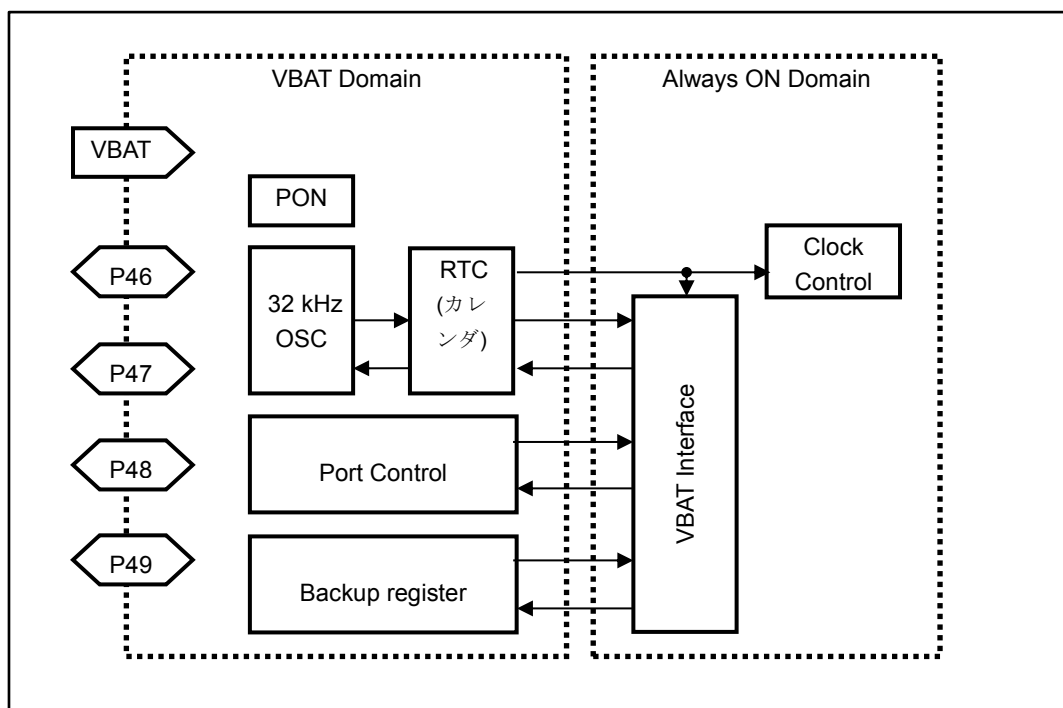 VBAT Domain
Always ON Domain
VBAT
PON
P46
32 kHz
OSC
RTC
(カレ
ンダ)
Clock
Control
P47
P48
Port Control
VBAT Interface
P49
Backup register